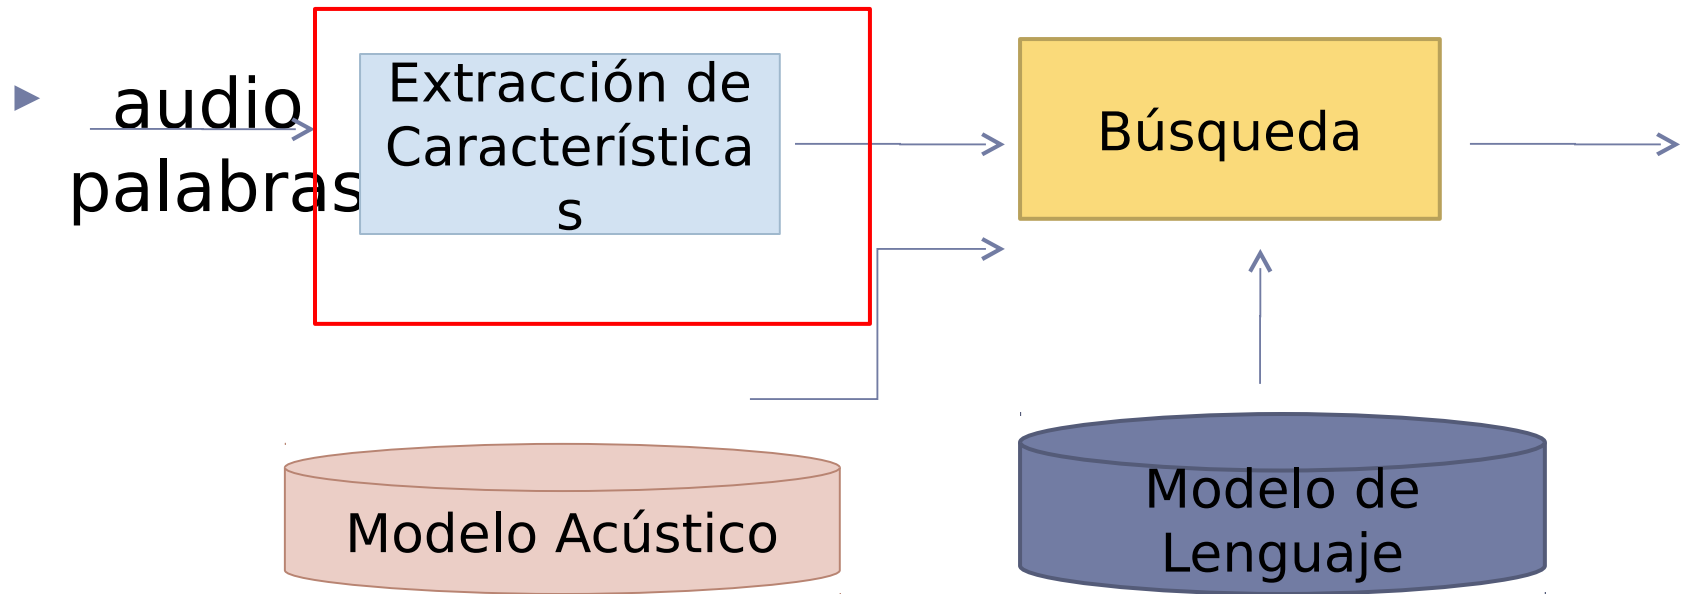 audio
palabras
Extracción de
Característica
s
Búsqueda
Modelo Acústico
Modelo de
Lenguaje